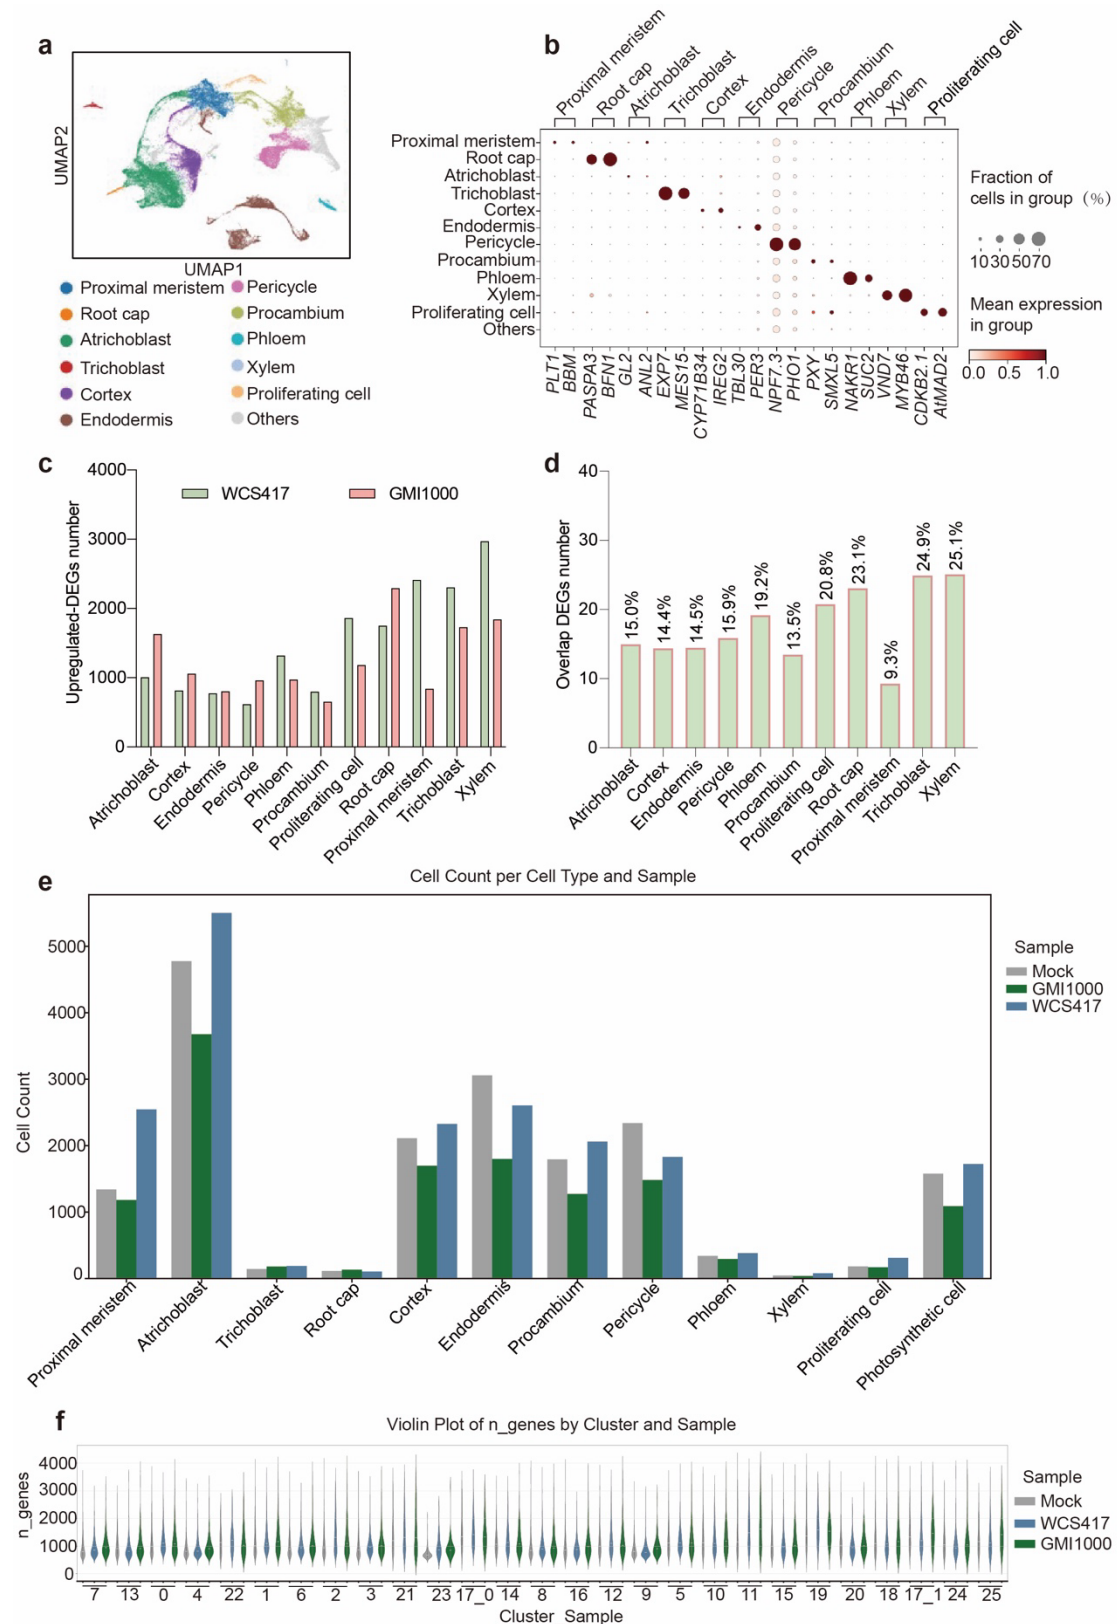 a
UMAP2
UMAP1
Proximal meristem
Root cap
Atrichoblast
Trichoblast
Cortex
Endodermis
Pericycle
Procambium
Phloem
Xylem
Proliferating cell
Others
b
Proximal meristem
Root cap
Atrichoblast
Trichoblast
Cortex
Endodermis
Pericycle
Procambium
Phloem
Xylem
Proliterating cell
Proximal meristem
Root cap
Atrichoblast
Trichoblast
Cortex
Endodermis
Pericycle
Procambium
Phloem
Xylem
Proliferating cell
Others
PLT1
BBM
PASPA3
BFN1
GL2
ANL2
EXP7
MES15
CYP71B34
IREG2
TBL30
PER3
NPF7.3
PHO1
PXY
SMXL5
NAKR1
SUC2
VND7
MYB46
CDKB2.1
AtMAD2
Fraction of
cells in group (%)
10 30 50 70
Mean expression
in group
0.0 0.5 1.0
c
Upregulated-DEGs number
4000
3000
2000
1000
0
WCS417 GMI1000
Atrichoblast
Cortex
Endodermis
Pericycle
Phloem
Procambium
Proliterating cell
Root cap
Proximal meristem
Trichoblast
Xylem
d
Overlap DEGs number
40
30
20
10
0
15.0%
14.4%
14.5%
15.9%
19.2%
13.5%
20.8%
23.1%
9.3%
24.9%
25.1%
Atrichoblast
Cortex
Endodermis
Pericycle
Phloem
Procambium
Proliterating cell
Root cap
Proximal meristem
Trichoblast
Xylem
e
Cell Count per Cell Type and Sample
Cell Count
5000
4000
3000
2000
1000
0
Sample
Mock
GMI1000
WCS417
Proximal meristem
Atrichoblast
Trichoblast
Root cap
Cortex
Endodermis
Procambium
Pericycle
Phloem
Xylem
Proliterating cell
Photosynthetic cell
f
Violin Plot of n_genes by Cluster and Sample
n_genes
4000
3000
2000
1000
0
7 13 0 4 22 1 6 2 3 21 23 17_0 14 8 16 12 9 5 10 11 15 19 20 18 17_1 24 25
Cluster Sample
Sample
Mock
WCS417
GMI1000